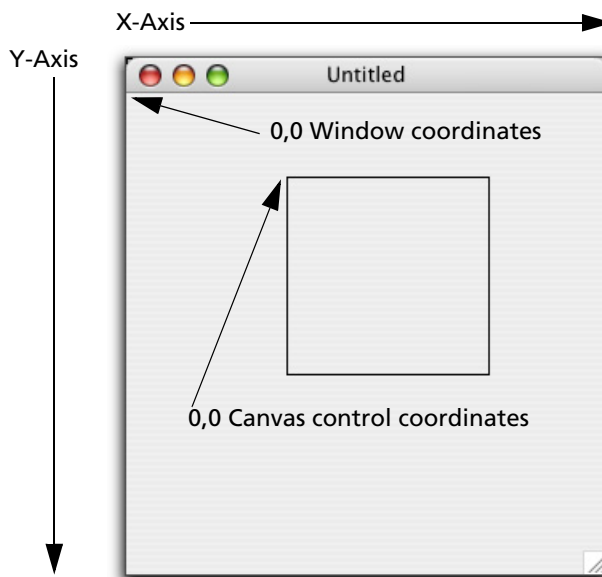 X-Axis
Y-Axis
Untitled
0,0 Window coordinates
0,0 Canvas control coordinates